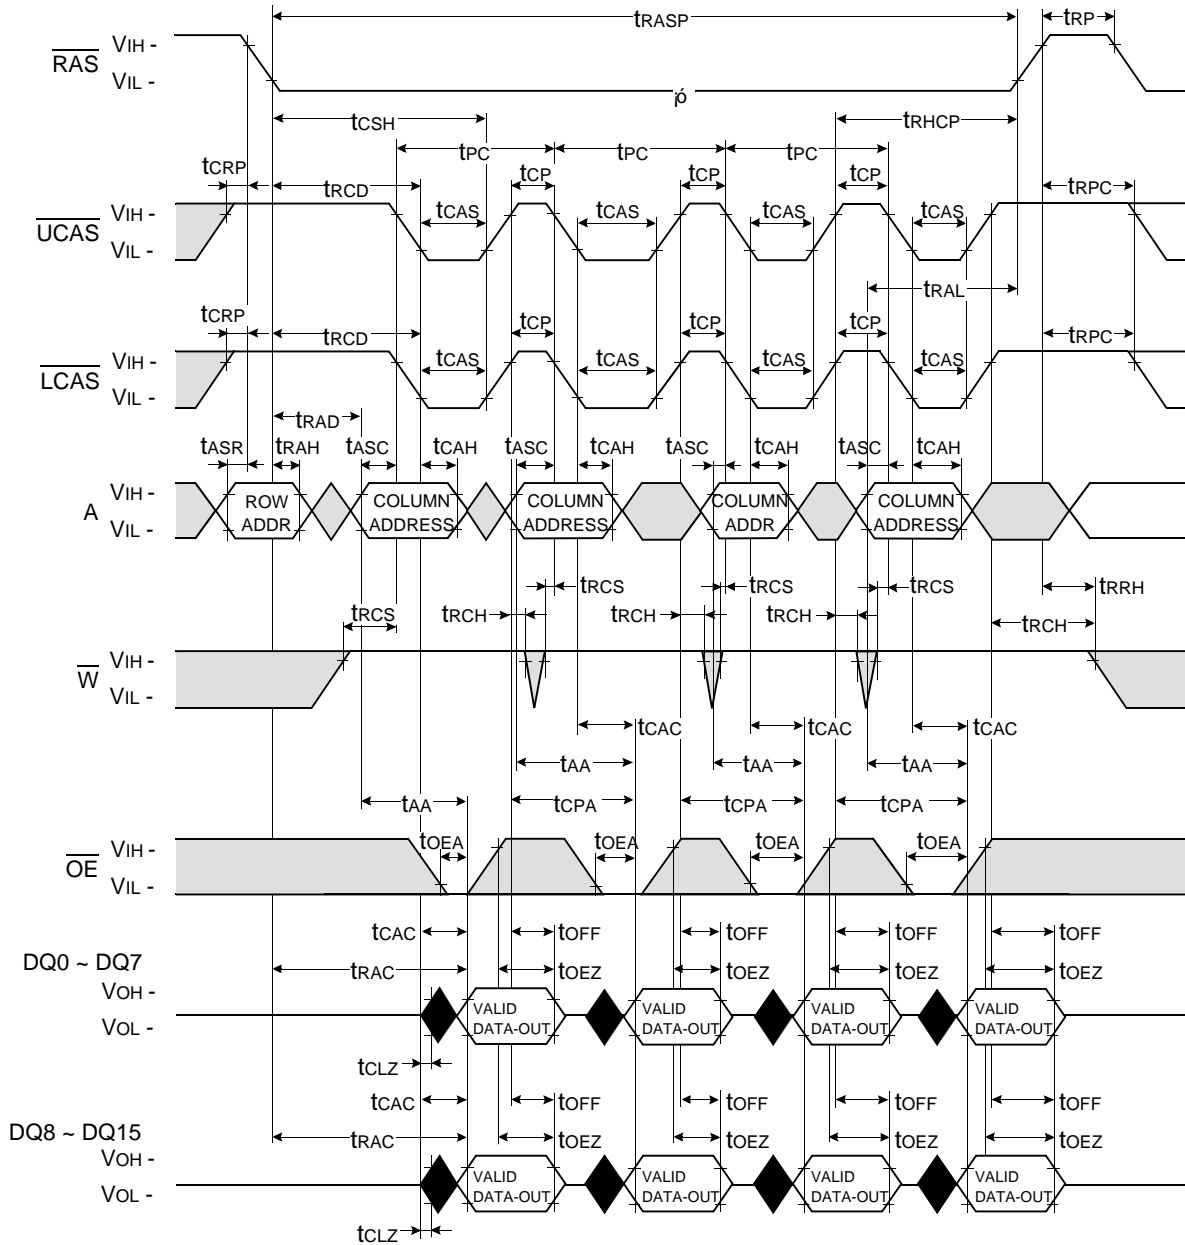 tRASP tRP
RAS VIH -
VIL -
¡ó
tCSH tRHCP
tPC tPC tPC
tCRP tRCD tCP tCP tCP tRPC
UCAS VIH -
VIL -
tCAS tCAS tCAS tCAS
tRAL
tCRP tRCD tCP tCP tCP tRPC
LCAS VIH -
VIL -
tCAS tCAS tCAS tCAS
tRAD
tASR tRAH tASC tCAH tASC tCAH tASC tCAH tASC tCAH
A VIH -
VIL -
ROW ADDR
COLUMN ADDRESS
COLUMN ADDRESS
COLUMN ADDR
COLUMN ADDRESS
tRCS tRCS tRCS tRRH
tRCS tRCH tRCH tRCH tRCH
W VIH -
VIL -
tCAC tCAC tCAC
tAA tAA tAA
tAA tCPA tCPA tCPA
tOEA tOEA tOEA tOEA
OE VIH -
VIL -
tCAC tOFF tOFF tOFF tOFF
DQ0 ~ DQ7
tRAC tOEZ tOEZ tOEZ tOEZ
VOH -
VOL -
VALID DATA-OUT
VALID DATA-OUT
VALID DATA-OUT
VALID DATA-OUT
tCLZ
tCAC tOFF tOFF tOFF tOFF
DQ8 ~ DQ15
tRAC tOEZ tOEZ tOEZ tOEZ
VOH -
VOL -
VALID DATA-OUT
VALID DATA-OUT
VALID DATA-OUT
VALID DATA-OUT
tCLZ